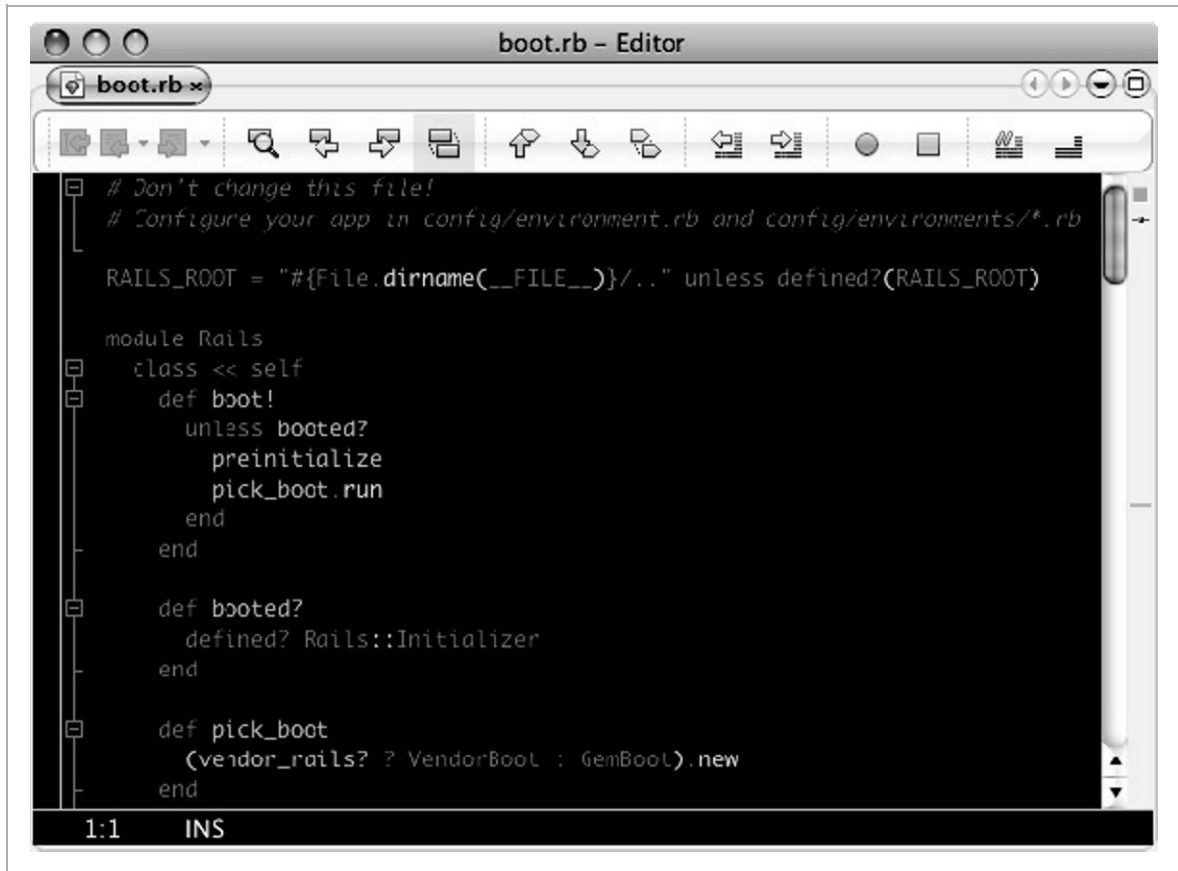 boot.rb – Editor
boot.rb
# Don't change this file!
# Configure your app in config/environment.rb and config/environments/*.rb
RAILS_ROOT = "#{File.dirname(__FILE__)}/.." unless defined?(RAILS_ROOT)
module Rails
class << self
def boot!
unless booted?
preinitialize
pick_boot.run
end
end
def booted?
defined? Rails::Initializer
end
def pick_boot
(vendor_rails? ? VendorBoot : GemBoot).new
end
1:1 INS